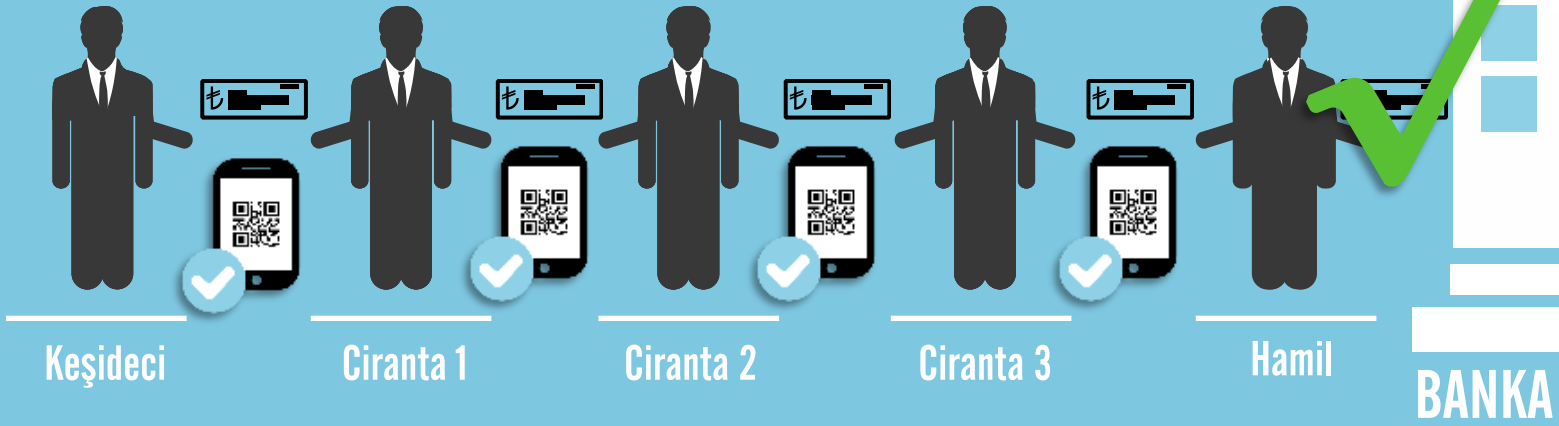 ₺
₺
₺
₺
Keşideci
Ciranta 1
Ciranta 2
Ciranta 3
Hamil
BANKA